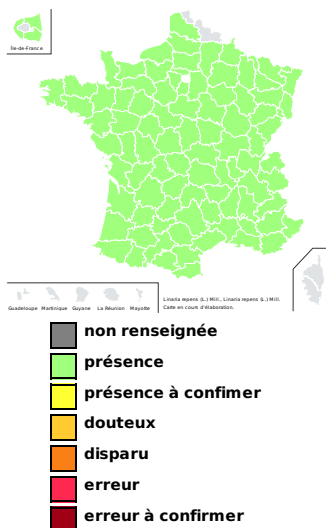 Île-de-France
Guadeloupe Martinique Guyane La Réunion Mayotte
Linaria repens (L.) Mill., Linaria repens (L.) Mill.
Carte en cours d'élaboration.
non renseignée
présence
présence à confimer
douteux
disparu
erreur
erreur à confirmer